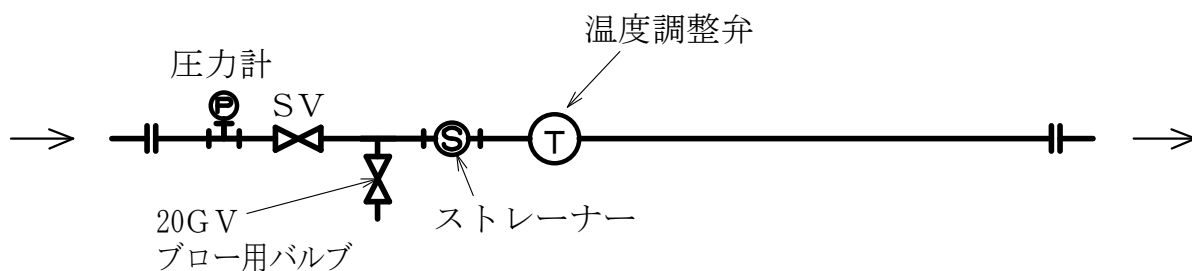 温度調整弁
圧力計
P
SV
S
T
20GV
ブロー用バルブ
ストレーナー